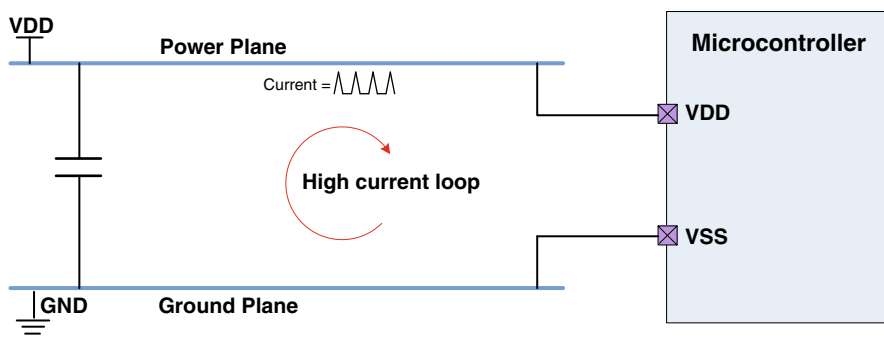 VDD
Power Plane
Microcontroller
Current =
VDD
High current loop
VSS
GND
Ground Plane